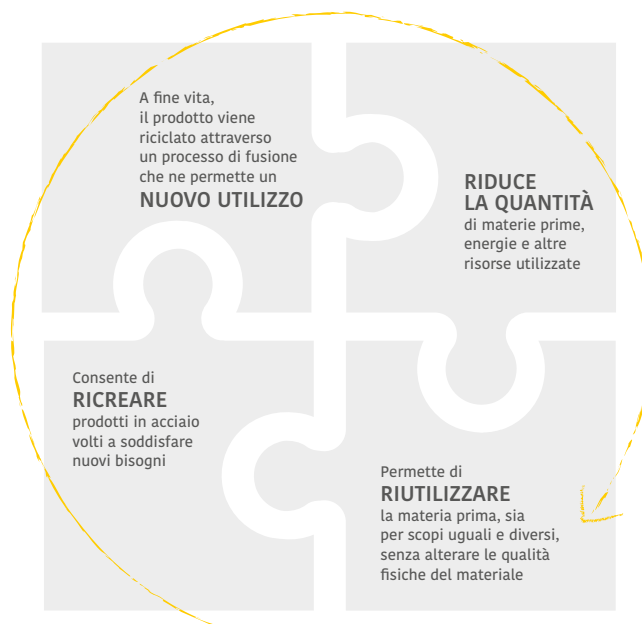 A fine vita,
il prodotto viene
riciclato attraverso
un processo di fusione
che ne permette un
NUOVO UTILIZZO
RIDUCE
LA QUANTITÀ
di materie prime,
energie e altre
risorse utilizzate
Consente di
RICREARE
prodotti in acciaio
volti a soddisfare
nuovi bisogni
Permette di
RIUTILIZZARE
la materia prima, sia
per scopi uguali e diversi,
senza alterare le qualità
fisiche del materiale